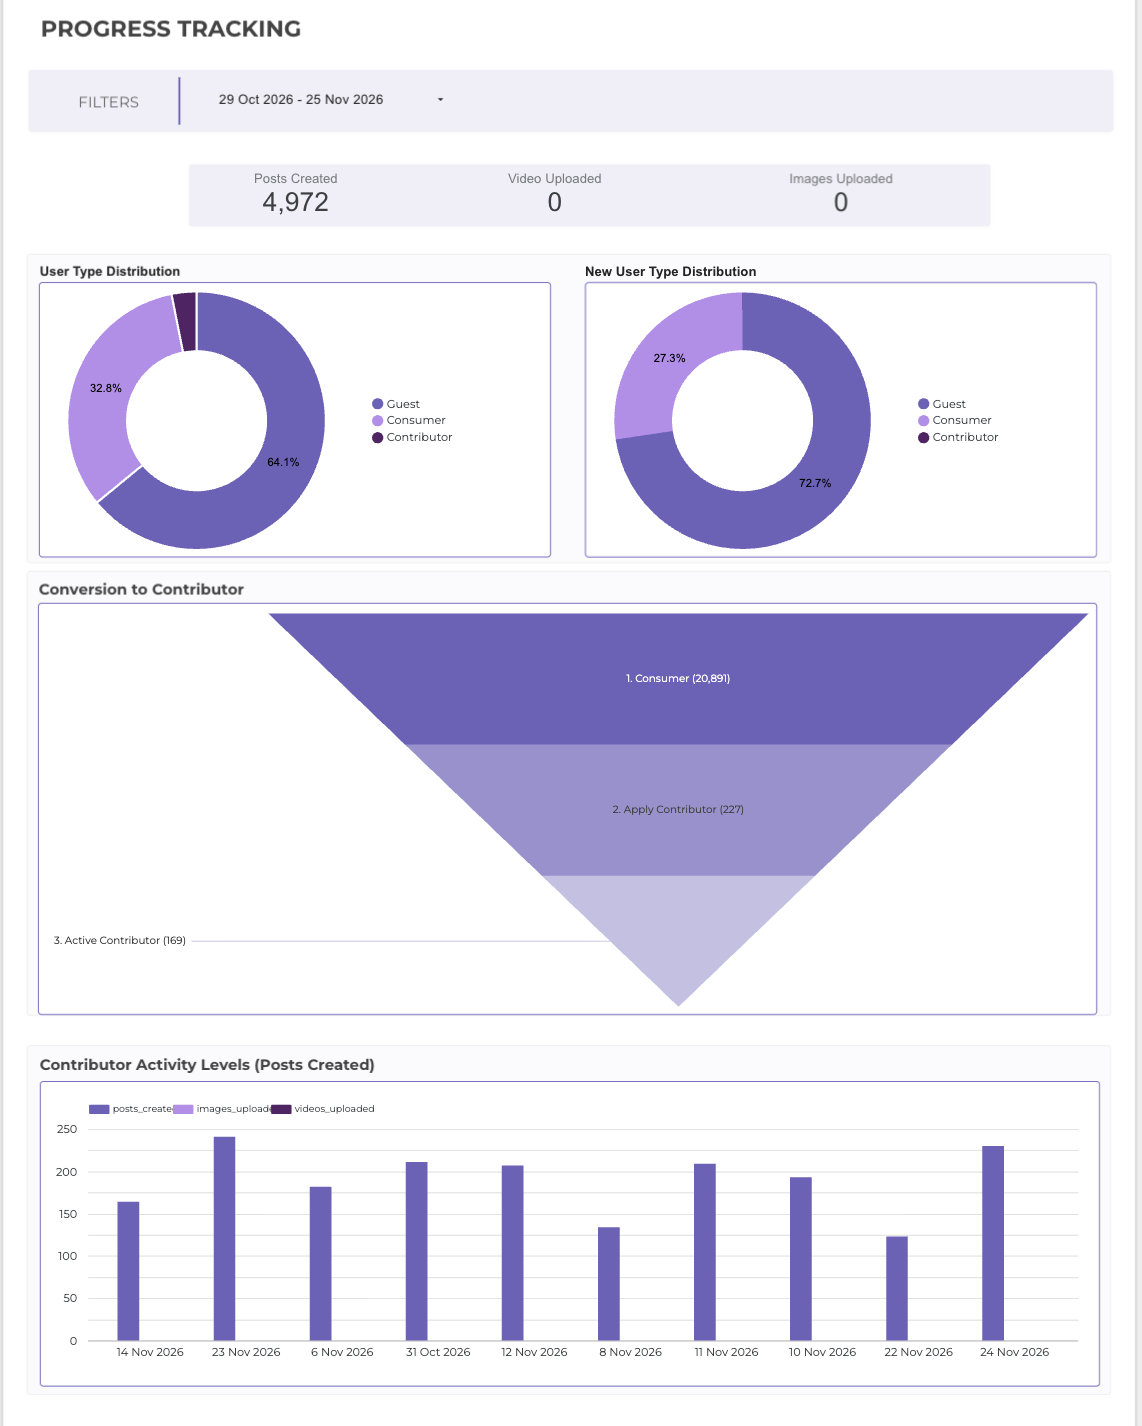 PROGRESS TRACKING
FILTERS
29 Oct 2026 - 25 Nov 2026
Posts Created
4,972
Video Uploaded
0
Images Uploaded
0
User Type Distribution
32.8%
64.1%
Guest
Consumer
Contributor
New User Type Distribution
27.3%
72.7%
Guest
Consumer
Contributor
Conversion to Contributor
1. Consumer (20,891)
2. Apply Contributor (227)
3. Active Contributor (169)
Contributor Activity Levels (Posts Created)
posts_create images_upload videos_uploaded
250
200
150
100
50
0
14 Nov 2026 23 Nov 2026 6 Nov 2026 31 Oct 2026 12 Nov 2026 8 Nov 2026 11 Nov 2026 10 Nov 2026 22 Nov 2026 24 Nov 2026